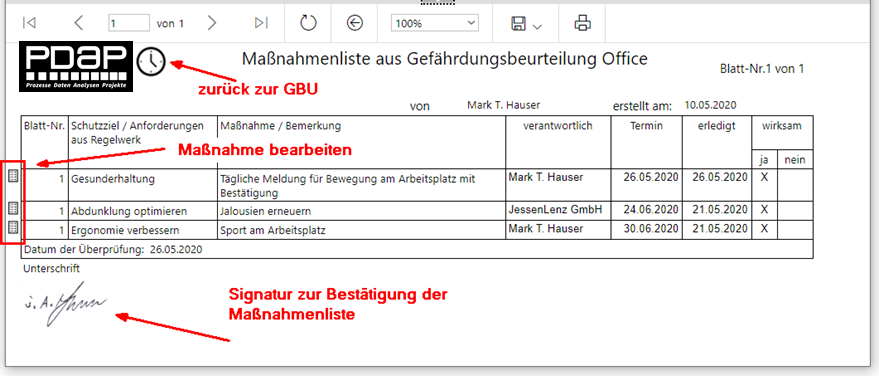 1 von 1 100%
PDAP
Prozesse Daten Analysen Projekte
Maßnahmenliste aus Gefährdungsbeurteilung Office
Blatt-Nr.1 von 1
zurück zur GBU
von Mark T. Hauser erstellt am: 10.05.2020
Blatt-Nr. Schutzziel / Anforderungen aus Regelwerk Maßnahme / Bemerkung verantwortlich Termin erledigt wirksam
ja nein
Maßnahme bearbeiten
1 Gesunderhaltung Tägliche Meldung für Bewegung am Arbeitsplatz mit Bestätigung Mark T. Hauser 26.05.2020 26.05.2020 X
1 Abdunklung optimieren Jalousien erneuern JessenLenz GmbH 24.06.2020 21.05.2020 X
1 Ergonomie verbessern Sport am Arbeitsplatz Mark T. Hauser 30.06.2020 21.05.2020 X
Datum der Überprüfung: 26.05.2020
Unterschrift
i. A.
Signatur zur Bestätigung der
Maßnahmenliste